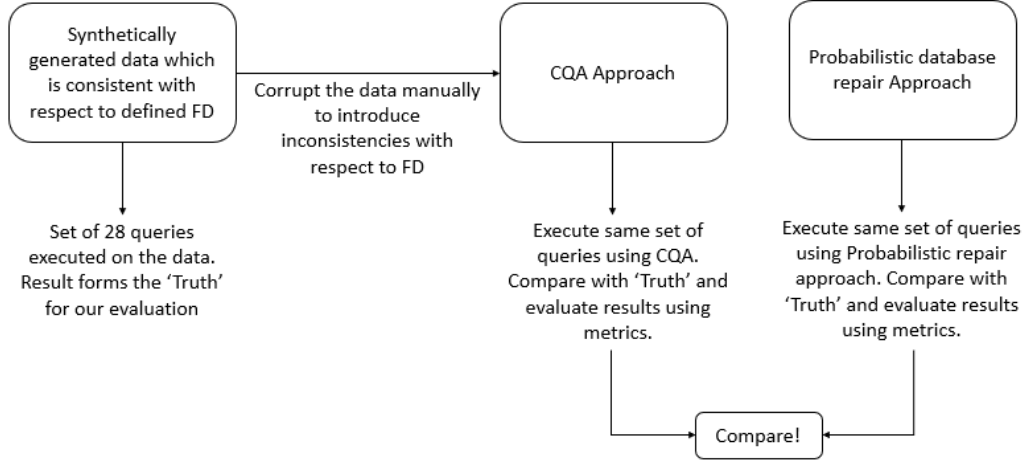 Synthetically
generated data which
is consistent with
respect to defined FD
Corrupt the data manually
to introduce
inconsistencies with
respect to FD
CQA Approach
Probabilistic database
repair Approach
Set of 28 queries
executed on the data.
Result forms the ‘Truth’
for our evaluation
Execute same set of
queries using CQA.
Compare with ‘Truth’ and
evaluate results using
metrics.
Execute same set of queries
using Probabilistic repair
approach. Compare with
‘Truth’ and evaluate results
using metrics.
Compare!